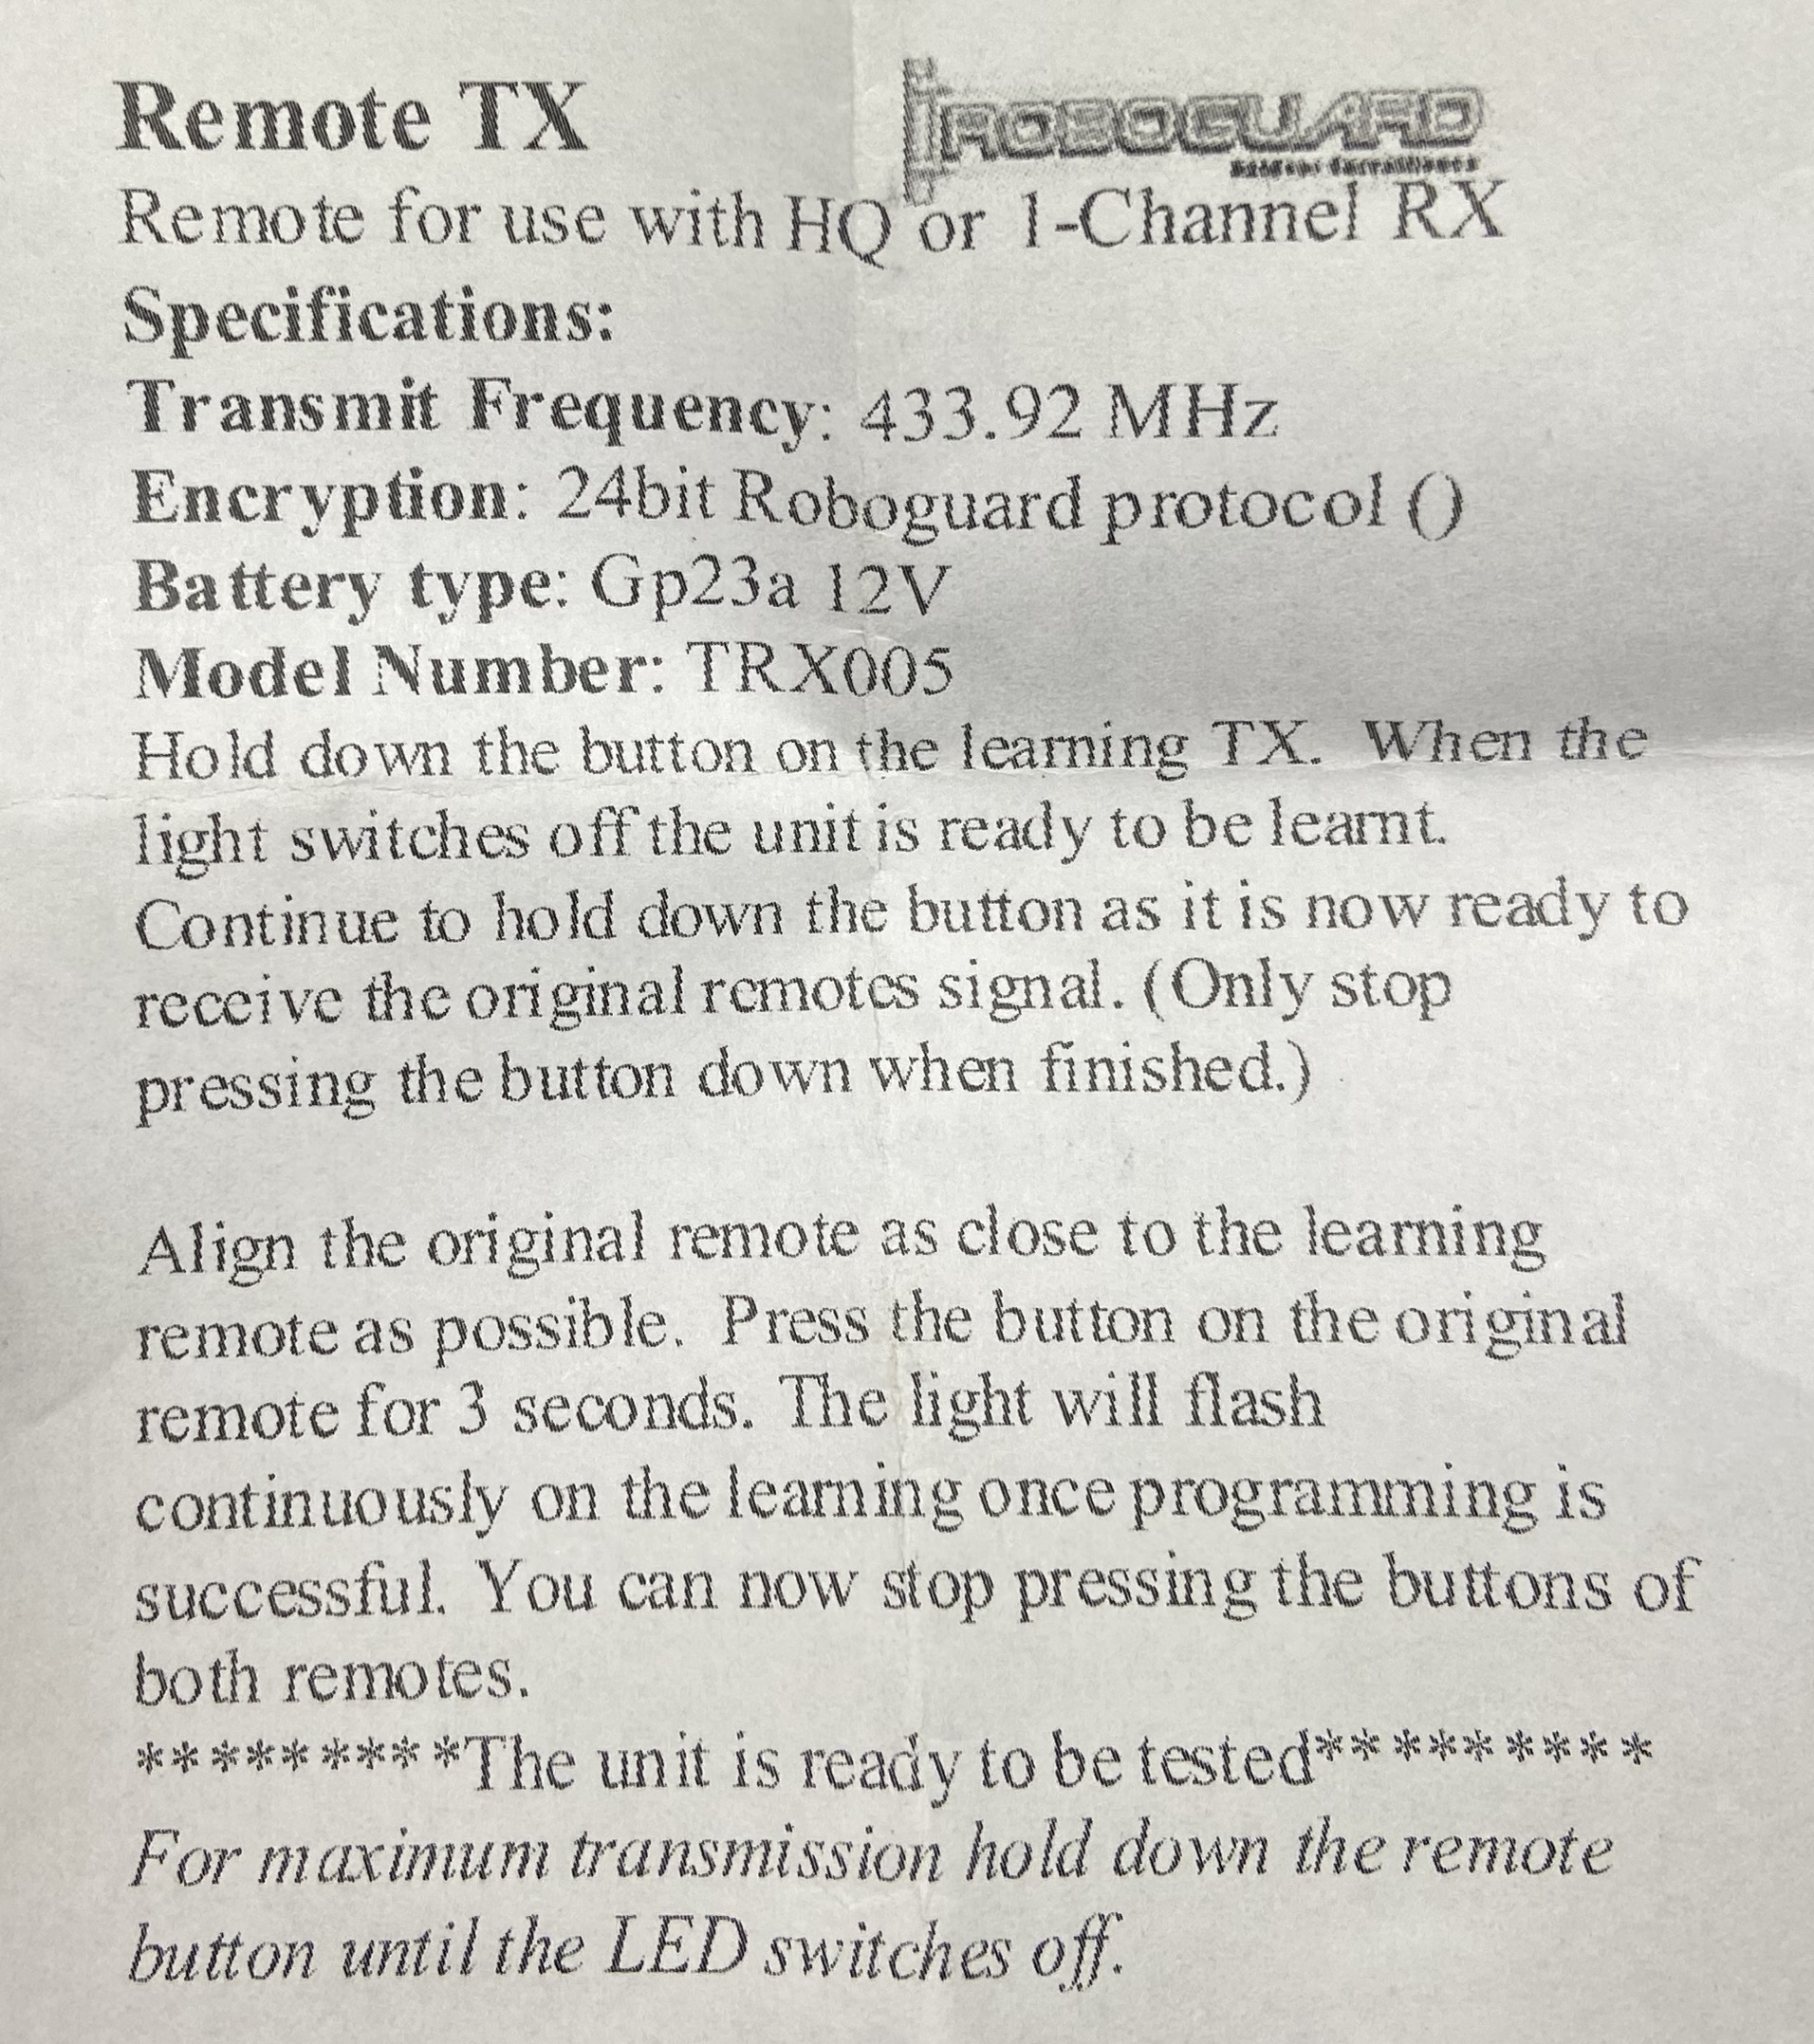 Remote TX
ROBOGUARD
Remote for use with HQ or 1-Channel RX
Specifications:
Transmit Frequency: 433.92 MHz
Encryption: 24bit Roboguard protocol ()
Battery type: Gp23a 12V
Model Number: TRX005
Hold down the button on the learning TX.  When the
light switches off the unit is ready to be learnt.
Continue to hold down the button as it is now ready to
receive the original remotes signal. (Only stop
pressing the button down when finished.)
Align the original remote as close to the learning
remote as possible.  Press the button on the original
remote for 3 seconds.  The light will flash
continuously on the learning once programming is
successful.  You can now stop pressing the buttons of
both remotes.
*********The unit is ready to be tested**********
For maximum transmission hold down the remote
button until the LED switches off.